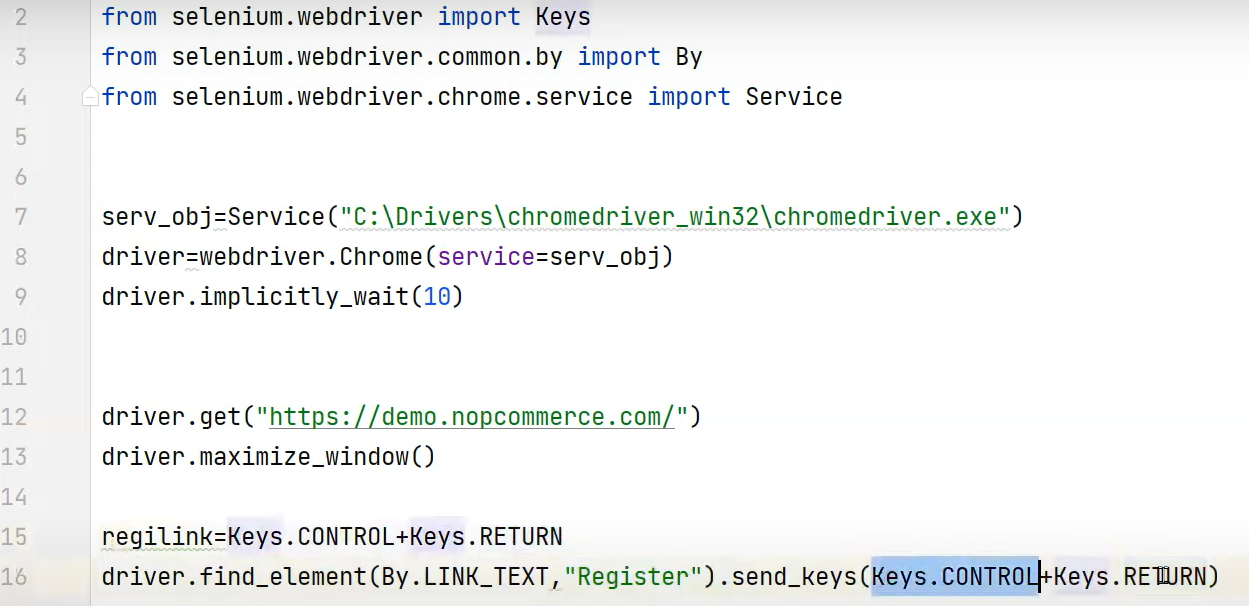 2 from selenium.webdriver import Keys
3 from selenium.webdriver.common.by import By
4 from selenium.webdriver.chrome.service import Service
5
6
7 serv_obj=Service("C:\Drivers\chromedriver_win32\chromedriver.exe")
8 driver=webdriver.Chrome(service=serv_obj)
9 driver.implicitly_wait(10)
10
11
12 driver.get("https://demo.nopcommerce.com/")
13 driver.maximize_window()
14
15 regilink=Keys.CONTROL+Keys.RETURN
16 driver.find_element(By.LINK_TEXT,"Register").send_keys(Keys.CONTROL+Keys.RETURN)